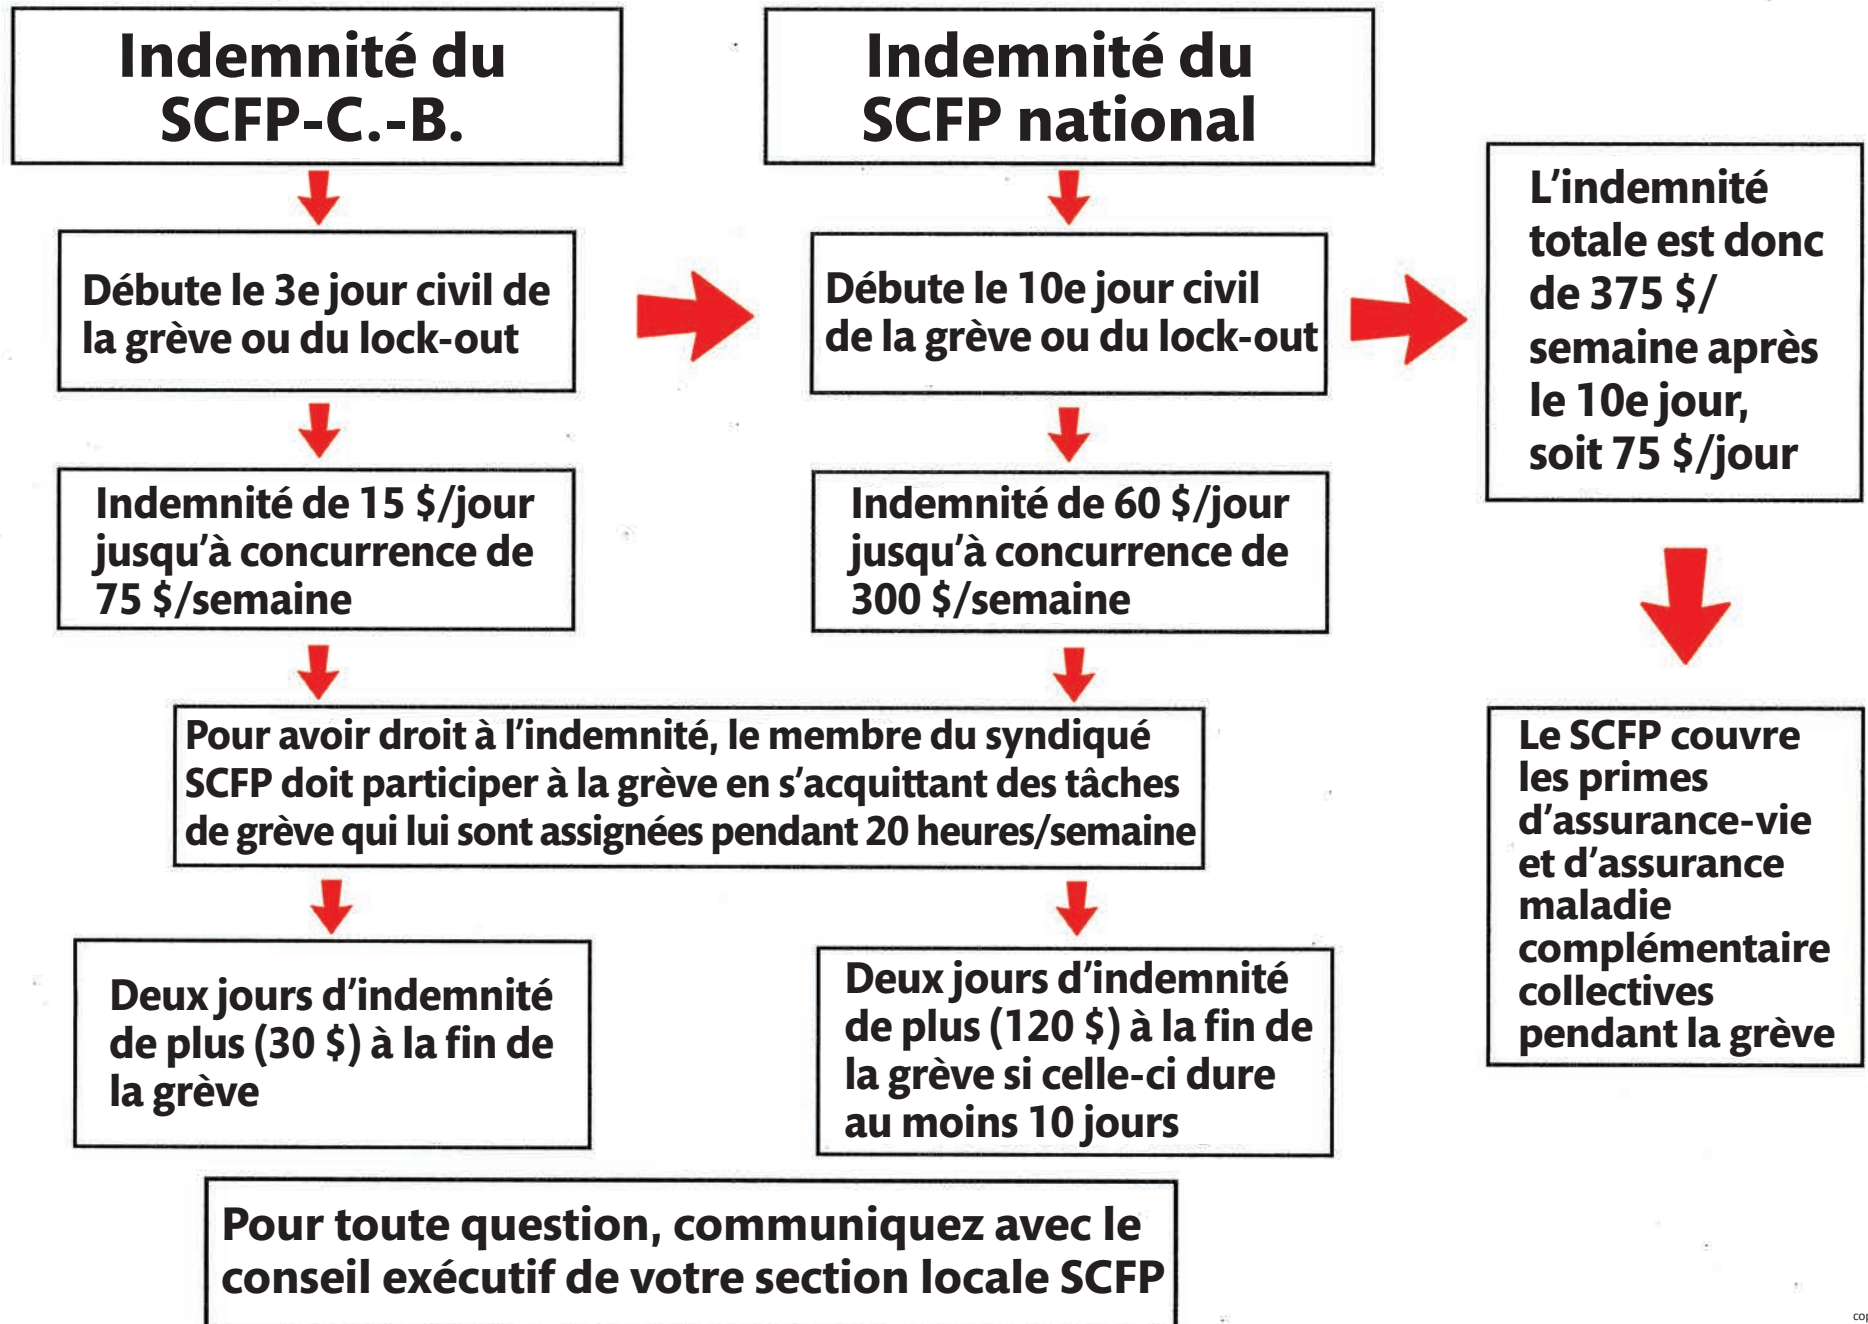 Indemnité du
SCFP-C.-B.
Indemnité du
SCFP national
Débute le 3e jour civil de
la grève ou du lock-out
Débute le 10e jour civil
de la grève ou du lock-out
L’indemnité
totale est donc
de 375 $/
semaine après
le 10e jour,
soit 75 $/jour
Indemnité de 15 $/jour
jusqu’à concurrence de
75 $/semaine
Indemnité de 60 $/jour
jusqu’à concurrence de
300 $/semaine
Pour avoir droit à l’indemnité, le membre du syndiqué
SCFP doit participer à la grève en s’acquittant des tâches
de grève qui lui sont assignées pendant 20 heures/semaine
Le SCFP couvre
les primes
d’assurance-vie
et d’assurance
maladie
complémentaire
collectives
pendant la grève
Deux jours d’indemnité
de plus (30 $) à la fin de
la grève
Deux jours d’indemnité
de plus (120 $) à la fin de
la grève si celle-ci dure
au moins 10 jours
Pour toute question, communiquez avec le
conseil exécutif de votre section locale SCFP